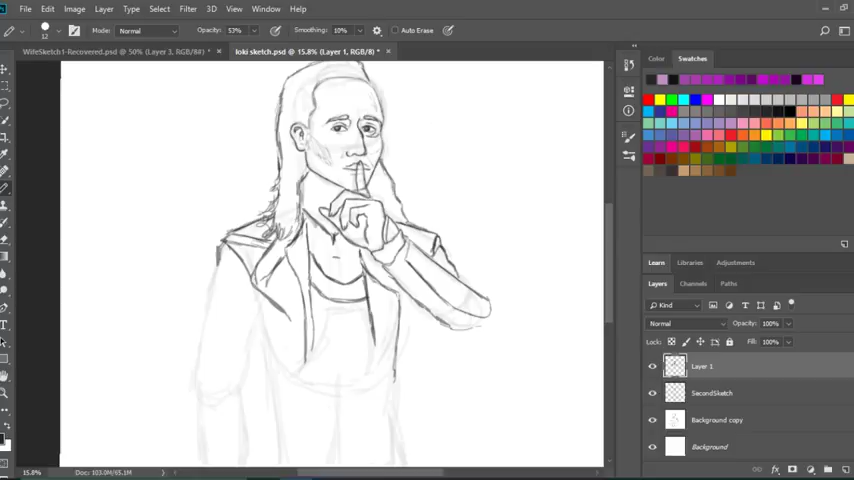 File Edit Image Layer Type Select Filter 3D View Window Help
12 Mode: Normal Opacity: 53% Smoothing: 10% Auto Erase
WifeSketch1-Recovered.psd @ 50% (Layer 3, RGB/8#) * × loki sketch.psd @ 15.8% (Layer 1, RGB/8) * ×
Color Swatches
Learn Libraries Adjustments
Layers Channels Paths
Kind
Normal Opacity: 100%
Lock: Fill: 100%
Layer 1
SecondSketch
Background copy
Background
15.8% Doc: 103.0M/65.1M
fx